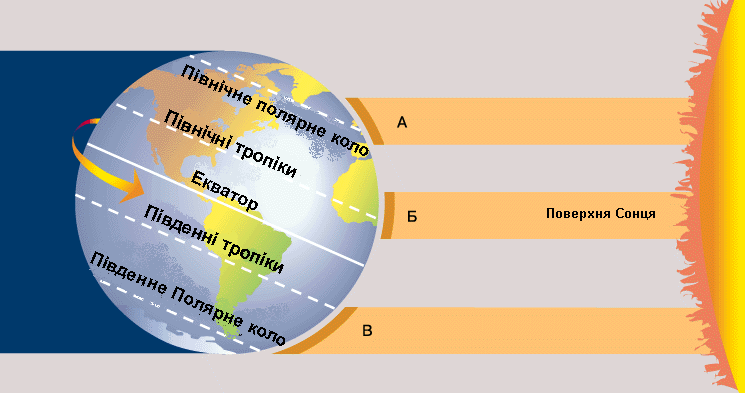 Північне полярне коло
А
Північні тропіки
Екватор
Б
Поверхня Сонця
Південні тропіки
Південне Полярне коло
В